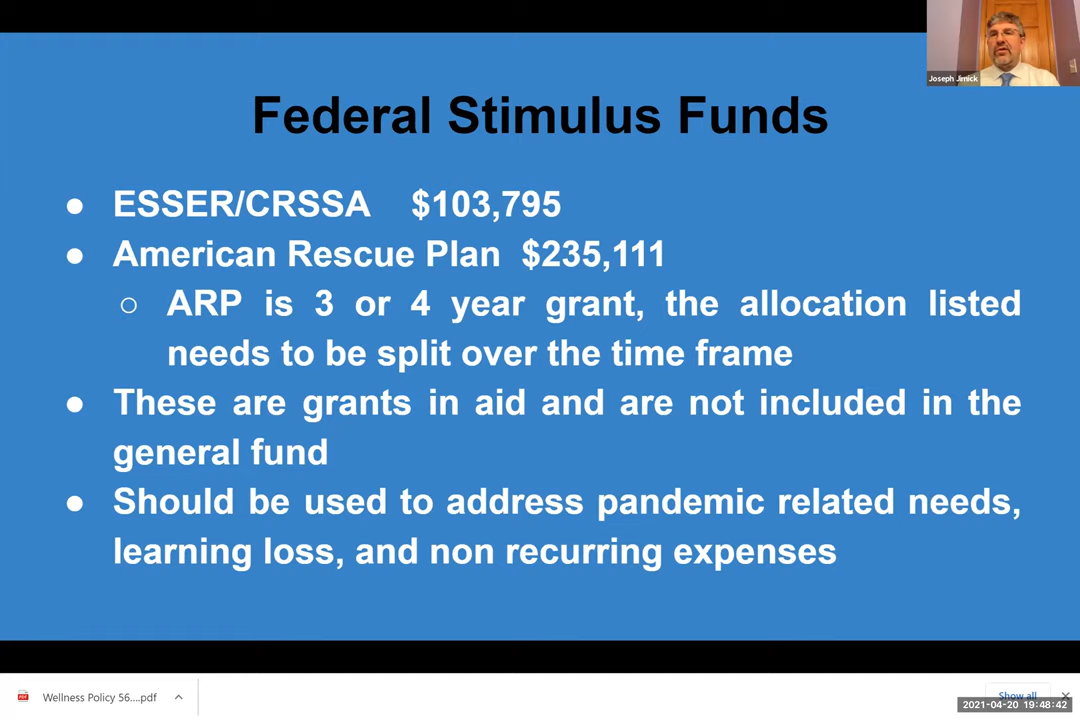 Joseph Jimick
Federal Stimulus Funds
● ESSER/CRSSA $103,795
● American Rescue Plan $235,111
○ ARP is 3 or 4 year grant, the allocation listed
needs to be split over the time frame
● These are grants in aid and are not included in the
general fund
● Should be used to address pandemic related needs,
learning loss, and non recurring expenses
PDF
Wellness Policy 56....pdf
Show all
2021-04-20 19:48:42